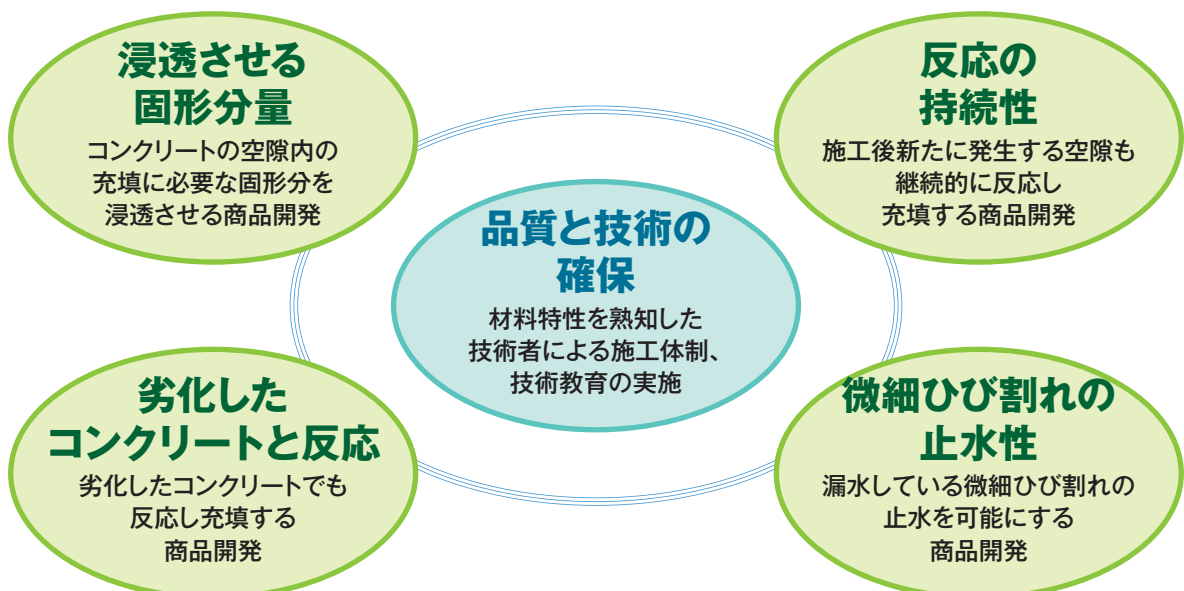 浸透させる
固形分量
コンクリートの空隙内の
充填に必要な固形分を
浸透させる商品開発
反応の
持続性
施工後新たに発生する空隙も
継続的に反応し
充填する商品開発
品質と技術の
確保
材料特性を熟知した
技術者による施工体制、
技術教育の実施
劣化した
コンクリートと反応
劣化したコンクリートでも
反応し充填する
商品開発
微細ひび割れの
止水性
漏水している微細ひび割れの
止水を可能にする
商品開発